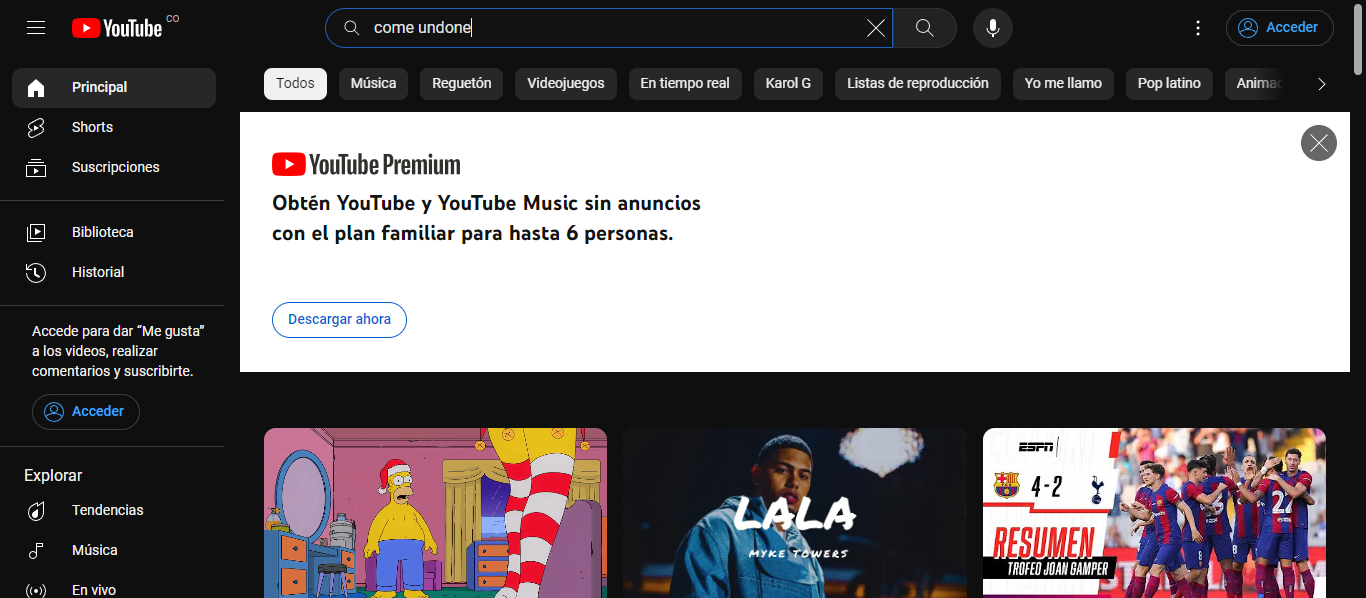 YouTube CO
come undone
Acceder
Principal
Shorts
Suscripciones
Biblioteca
Historial
Accede para dar “Me gusta”
a los videos, realizar
comentarios y suscribirte.
Acceder
Explorar
Tendencias
Música
En vivo
Todos Música Reguetón Videojuegos En tiempo real Karol G Listas de reproducción Yo me llamo Pop latino Animac
YouTube Premium
Obtén YouTube y YouTube Music sin anuncios
con el plan familiar para hasta 6 personas.
Descargar ahora
LALA
MYKE TOWERS
ESPN
4-2
RESUMEN
TROFEO JOAN GAMPER
27
8
8